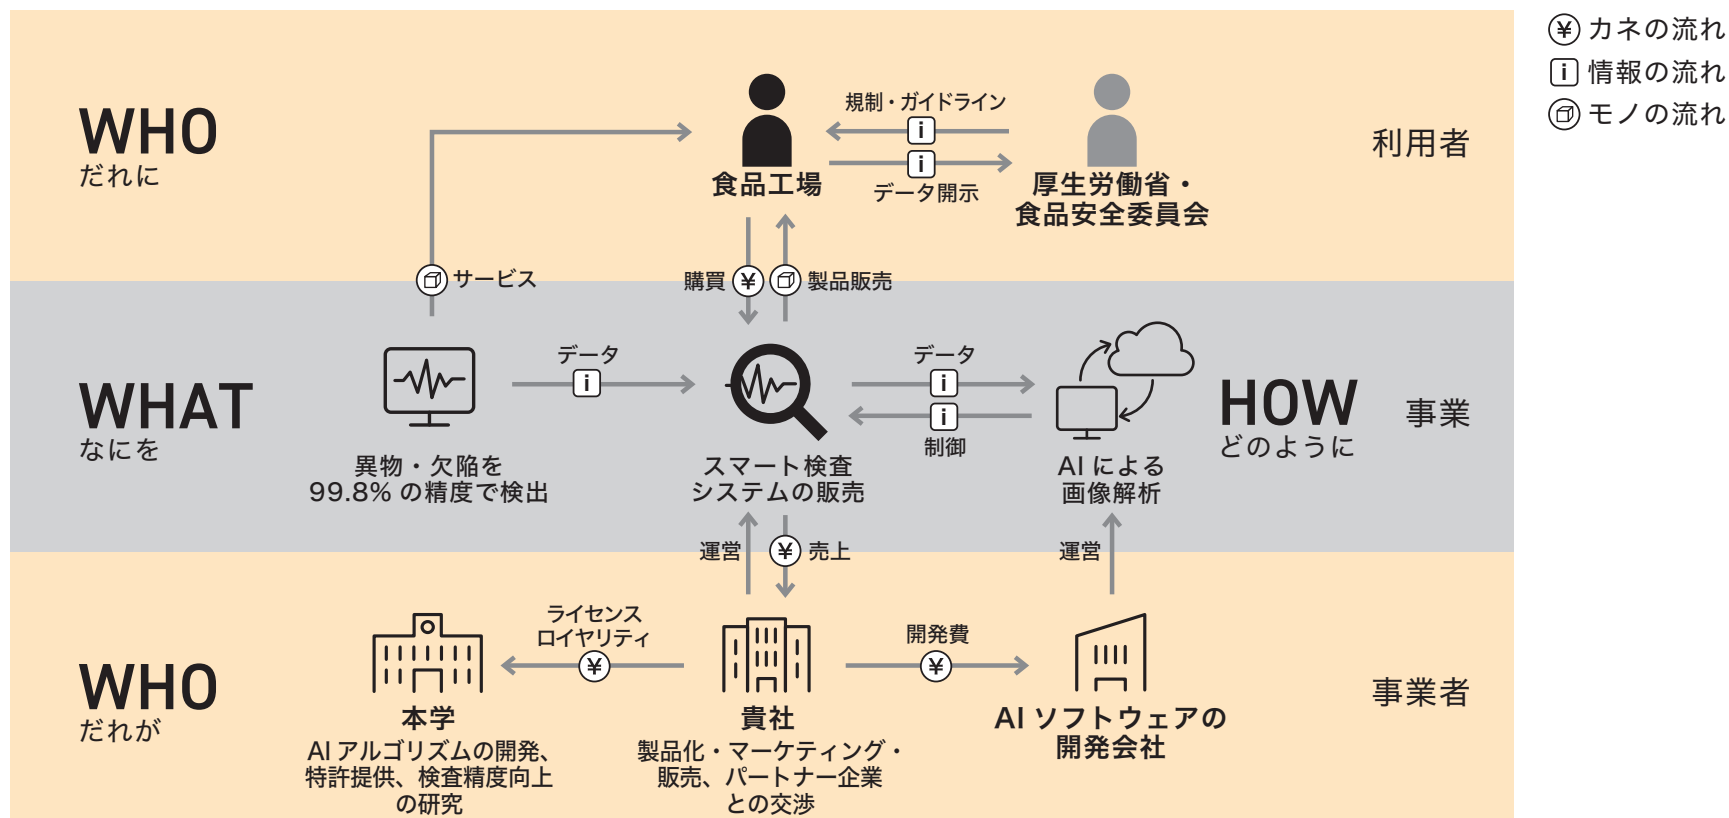 ¥ カネの流れ
i 情報の流れ
モノの流れ
WHO
だれに
食品工場
規制・ガイドライン
i
i
データ開示
厚生労働省・
食品安全委員会
利用者
サービス
購買 ¥
製品販売
WHAT
なにを
異物・欠陥を
99.8% の精度で検出
データ
i
スマート検査
システムの販売
データ
i
i
制御
AI による
画像解析
HOW
どのように
事業
運営
¥ 売上
運営
WHO
だれが
本学
AI アルゴリズムの開発、
特許提供、検査精度向上
の研究
ライセンス
ロイヤリティ
¥
貴社
製品化・マーケティング・
販売、パートナー企業
との交渉
開発費
¥
AI ソフトウェアの
開発会社
事業者